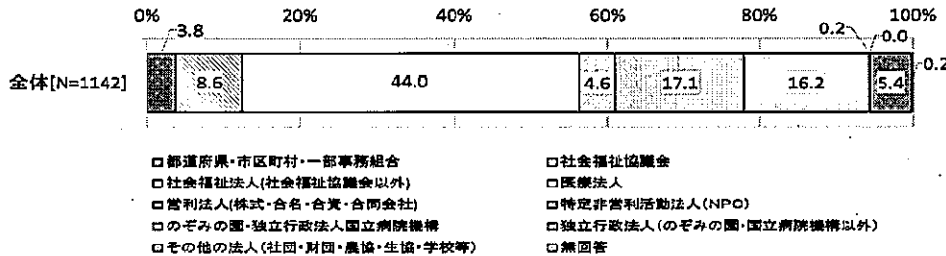 0% 20% 40% 60% 80% 100%
3.8 0.2 0.0
全体[N=1142] 8.6 44.0 4.6 17.1 16.2 5.4 0.2
□都道府県・市区町村・一部事務組合 □社会福祉協議会
□社会福祉法人(社会福祉協議会以外) □医療法人
□営利法人(株式・合名・合資・合同会社) □特定非営利活動法人(NPO)
□のぞみの園・独立行政法人国立病院機構 □独立行政法人(のぞみの園・国立病院機構以外)
□その他の法人(社団・財団・農協・生協・学校等) □無回答